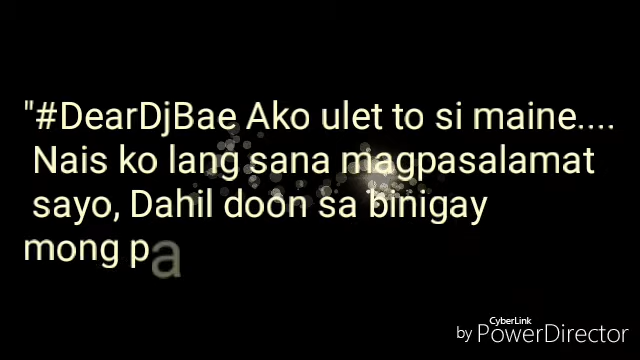 "#DearDjBae Ako ulet to si maine....
Nais ko lang sana magpasalamat
sayo, Dahil doon sa binigay
mong pa
CyberLink
by PowerDirector